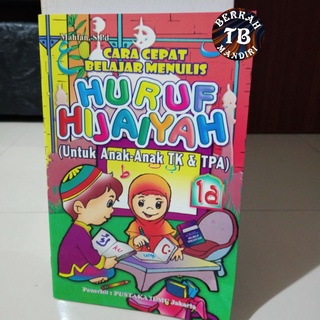 Mahfan, S.Pd
BERKAH
TB
MANDIRI
CARA CEPAT
BELAJAR MENULIS
HURUF
HIJAIYAH
(Untuk Anak-Anak TK & TPA)
1a
Penerbit : PUSTAKA Jakarta